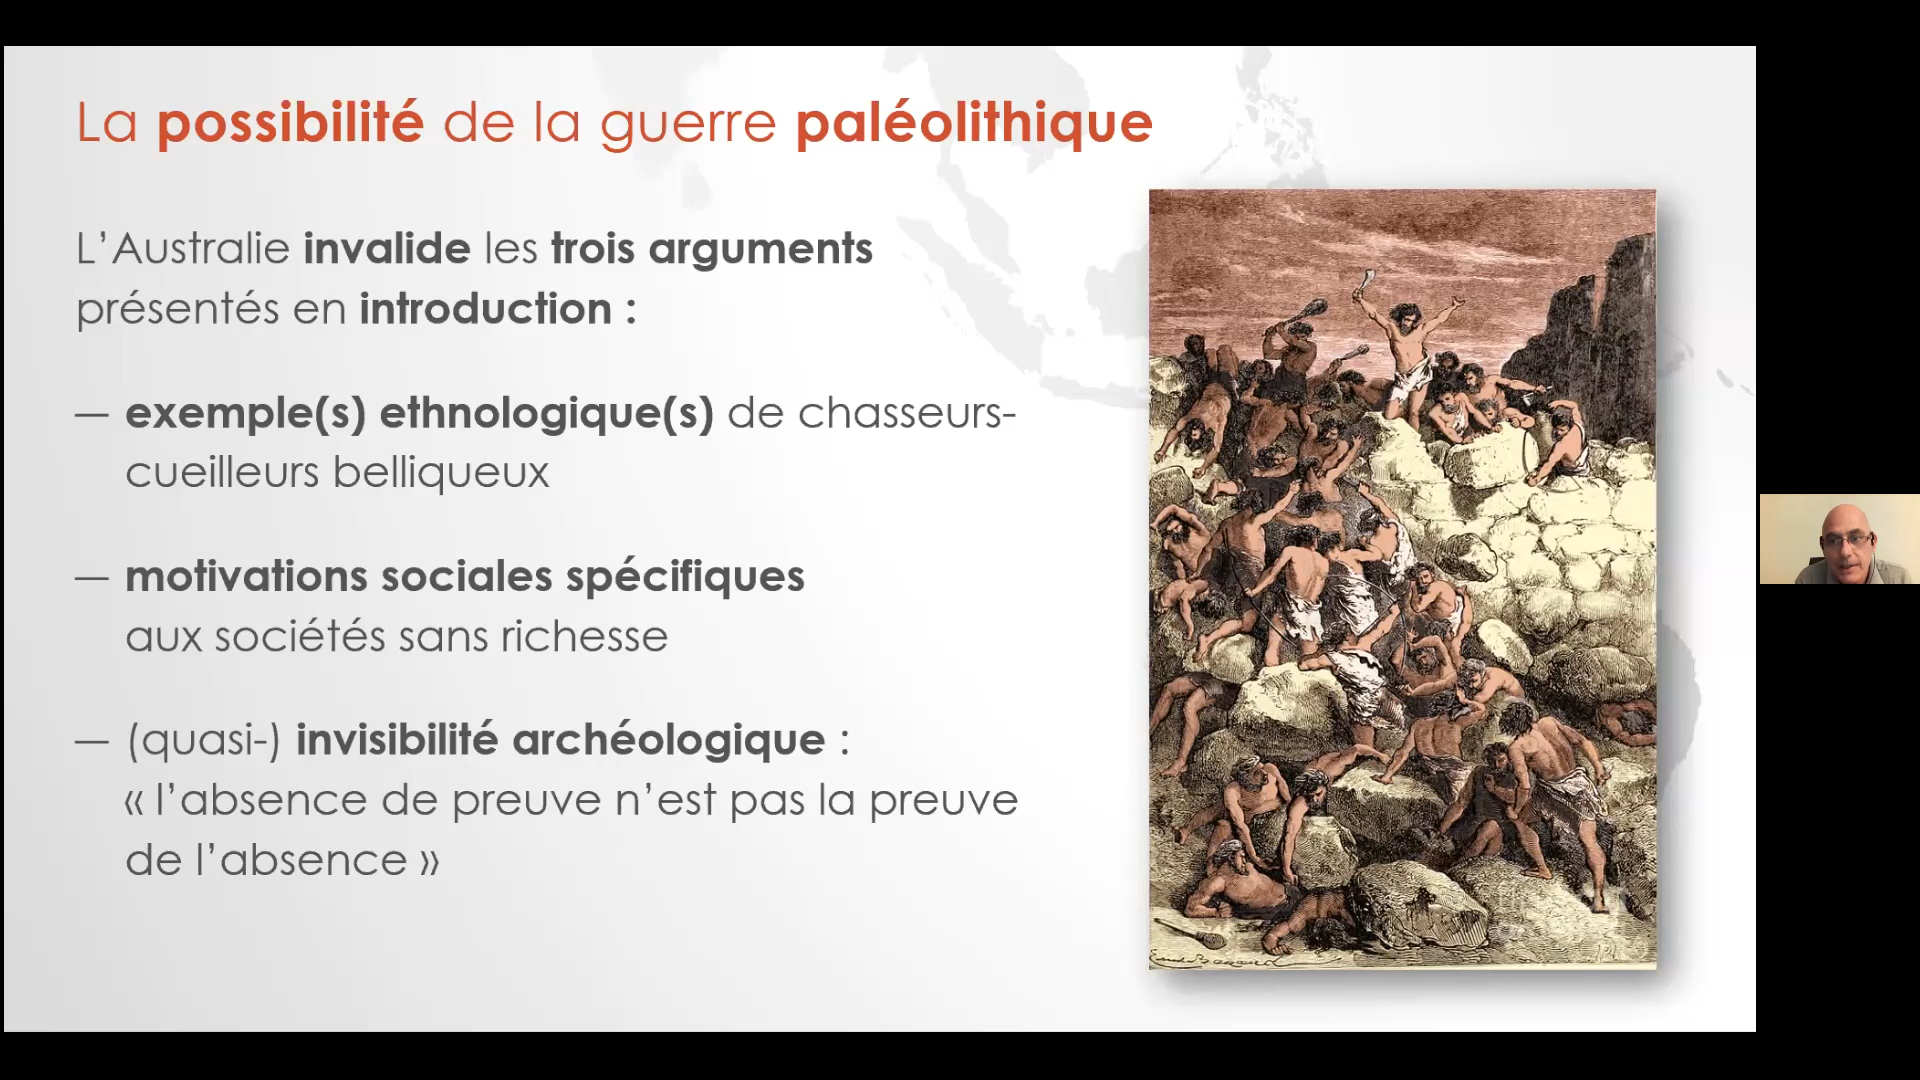 La possibilité de la guerre paléolithique
L’Australie invalide les trois arguments
présentés en introduction :
— exemple(s) ethnologique(s) de chasseurs-
cueilleurs belliqueux
— motivations sociales spécifiques
aux sociétés sans richesse
— (quasi-) invisibilité archéologique :
« l’absence de preuve n’est pas la preuve
de l’absence »